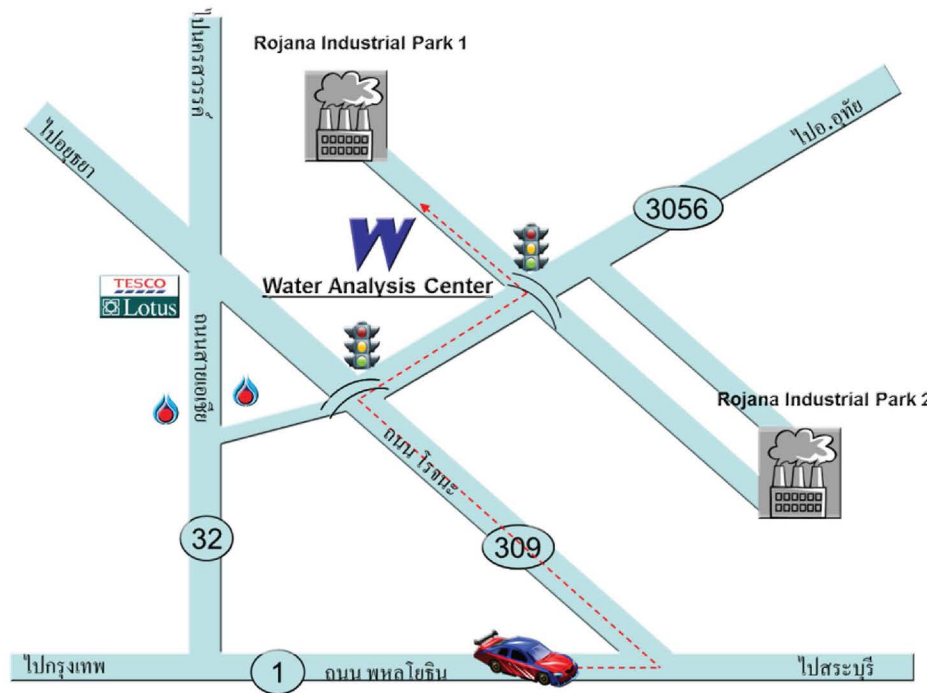 ไปนครสวรรค์
Rojana Industrial Park 1
ไปอยุธยา
ไปอ.อุทัย
3056
W
Water Analysis Center
TESCO
Lotus
ถนนสายเอเซีย
Rojana Industrial Park 2
ถนน โรจนะ
32
309
ไปกรุงเทพ
1
ถนน พหลโยธิน
ไปสระบุรี